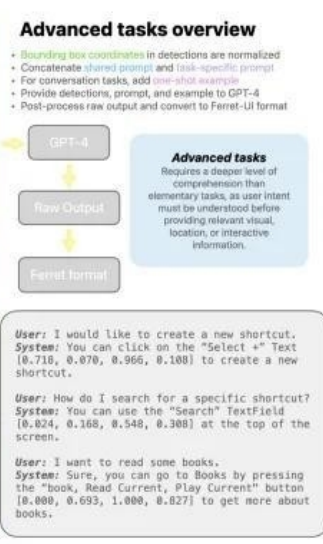 Advanced tasks overview
• Bounding box coordinates in detections are normalized
• Concatenate shared prompt and task-specific prompt
• For conversation tasks, add one-shot example
• Provide detections, prompt, and example to GPT-4
• Post-process raw output and convert to Ferret-UI format
GPT-4
Raw Output
Ferret format
Advanced tasks
Requires a deeper level of
comprehension than
elementary tasks, as user intent
must be understood before
providing relevant visual,
location, or interactive
information.
User: I would like to create a new shortcut.
System: You can click on the "Select +" Text
[0.718, 0.070, 0.966, 0.108] to create a new
shortcut.
User: How do I search for a specific shortcut?
System: You can use the "Search" TextField
[0.024, 0.168, 0.548, 0.308] at the top of the
screen.
User: I want to read some books.
System: Sure, you can go to Books by pressing
the "book, Read Current, Play Current" button
[0.000, 0.693, 1.000, 0.827] to get more about
books.